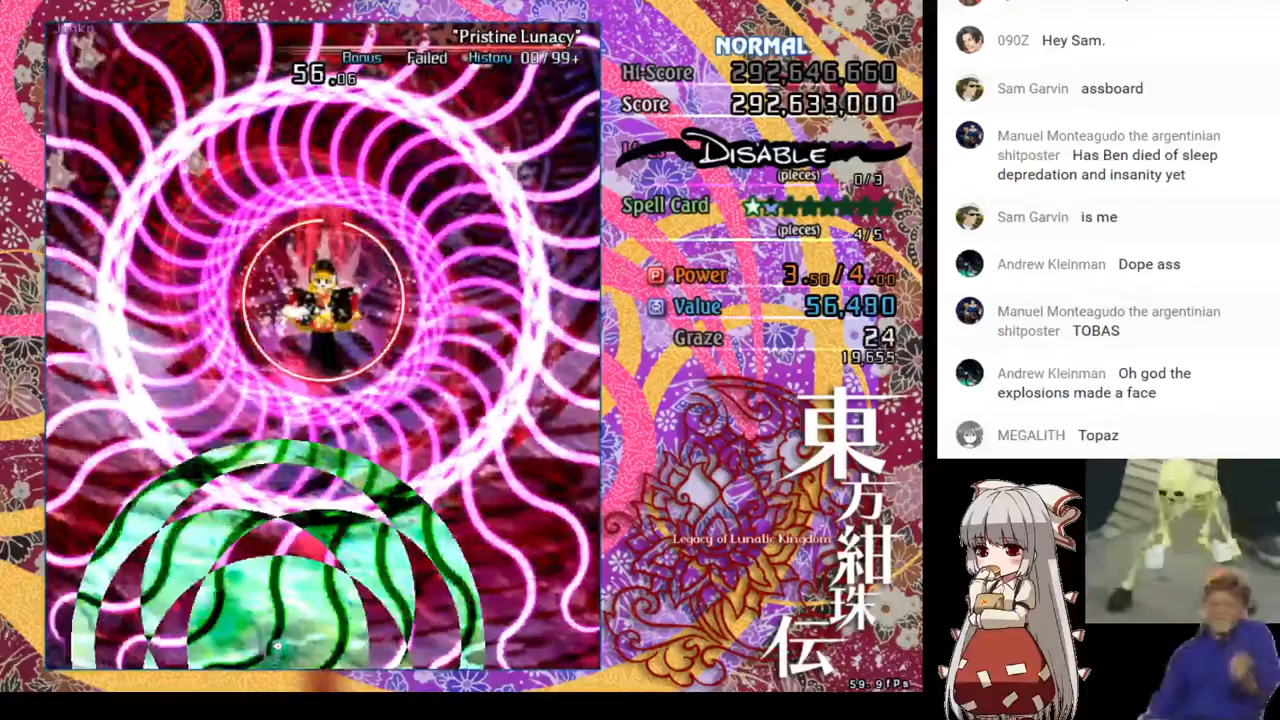 Junko
"Pristine Lunacy"
Bonus Failed History 00/99+
56.06
NORMAL
Hi-Score 292,646,660
Score 292,633,000
DISABLE
(pieces) 0/3
Spell Card
(pieces) 4/5
P Power 3.50/4.00
Value 56,480
Graze 24
19,655
東方紺珠伝
Legacy of Lunatic Kingdom
59.9fps
090Z Hey Sam.
Sam Garvin assboard
Manuel Monteagudo the argentinian
shitposter Has Ben died of sleep
depredation and insanity yet
Sam Garvin is me
Andrew Kleinman Dope ass
Manuel Monteagudo the argentinian
shitposter TOBAS
Andrew Kleinman Oh god the
explosions made a face
MEGALITH Topaz